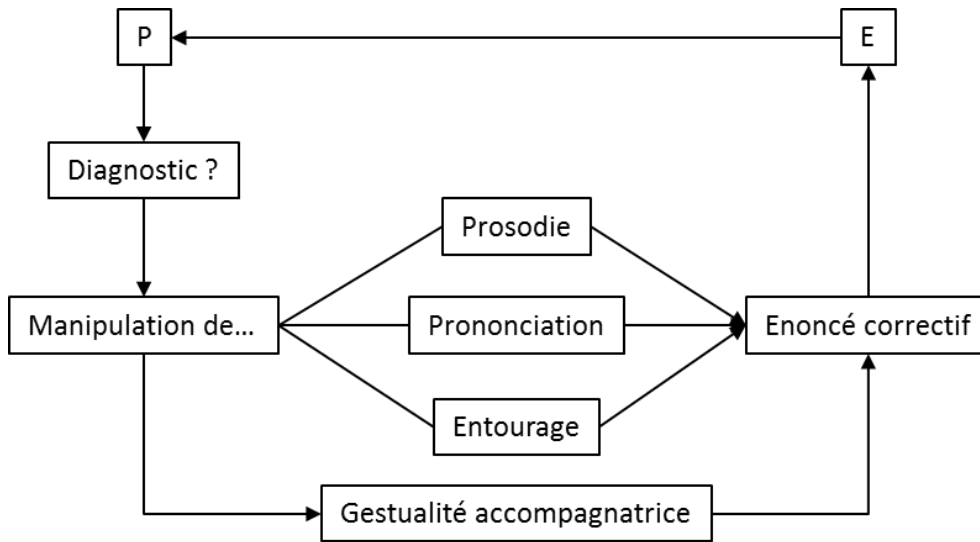 P
E
Diagnostic ?
Prosodie
Manipulation de...
Prononciation
Enoncé correctif
Entourage
Gestualité accompagnatrice